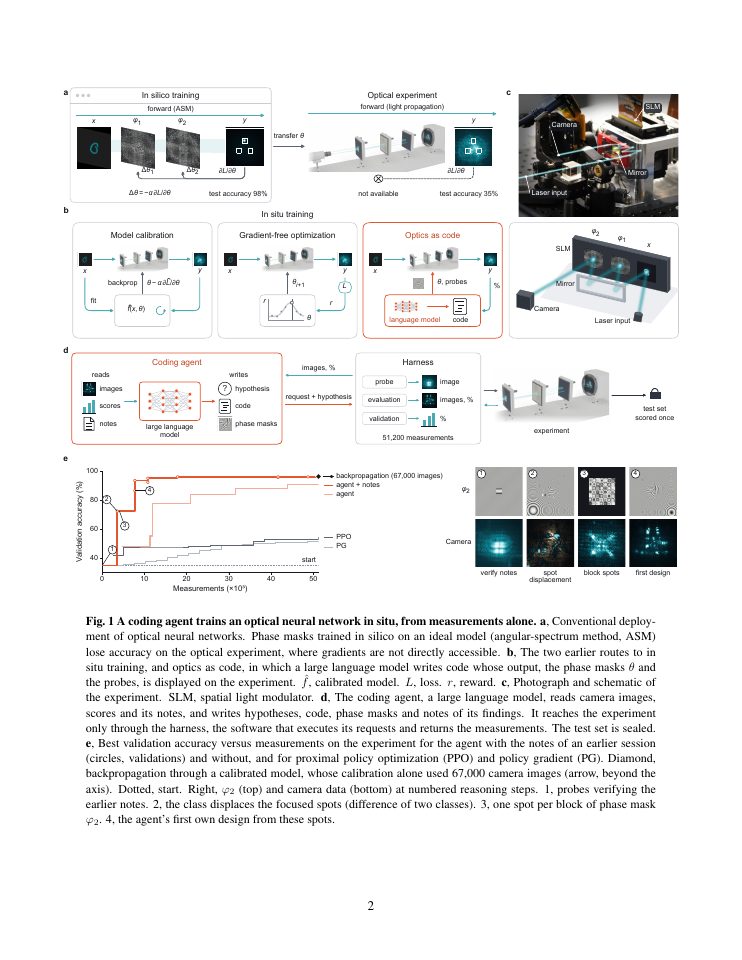 a
In silico training
forward (ASM)
x
φ1
φ2
y
Δθ1
Δθ2
∂L/∂θ
Δθ = −α ∂L/∂θ
test accuracy 98%
transfer θ
Optical experiment
forward (light propagation)
y
∂L/∂θ
not available
test accuracy 35%
c
SLM
Camera
Mirror
Laser input
b
In situ training
Model calibration
x
y
backprop
θ − α∂L̂/∂θ
fit
f̂(x, θ)
Gradient-free optimization
x
y
θi+1
L
r
r
θ
Optics as code
x
y
θ, probes
%
language model
code
φ2
φ1
x
SLM
Mirror
Camera
Laser input
d
Coding agent
reads
writes
images
scores
notes
large language
model
hypothesis
code
phase masks
images, %
request + hypothesis
Harness
probe
image
evaluation
images, %
validation
%
51,200 measurements
experiment
test set
scored once
e
Validation accuracy (%)
100
80
60
40
0
10
20
30
40
50
Measurements (×10³)
1
2
3
4
backpropagation (67,000 images)
agent + notes
agent
PPO
PG
start
φ2
Camera
1
2
3
4
verify notes
spot
displacement
block spots
first design
Fig. 1 A coding agent trains an optical neural network in situ, from measurements alone. a, Conventional deploy-
ment of optical neural networks. Phase masks trained in silico on an ideal model (angular-spectrum method, ASM)
lose accuracy on the optical experiment, where gradients are not directly accessible. b, The two earlier routes to in
situ training, and optics as code, in which a large language model writes code whose output, the phase masks θ and
the probes, is displayed on the experiment. f̂, calibrated model. L, loss. r, reward. c, Photograph and schematic of
the experiment. SLM, spatial light modulator. d, The coding agent, a large language model, reads camera images,
scores and its notes, and writes hypotheses, code, phase masks and notes of its findings. It reaches the experiment
only through the harness, the software that executes its requests and returns the measurements. The test set is sealed.
e, Best validation accuracy versus measurements on the experiment for the agent with the notes of an earlier session
(circles, validations) and without, and for proximal policy optimization (PPO) and policy gradient (PG). Diamond,
backpropagation through a calibrated model, whose calibration alone used 67,000 camera images (arrow, beyond the
axis). Dotted, start. Right, φ2 (top) and camera data (bottom) at numbered reasoning steps. 1, probes verifying the
earlier notes. 2, the class displaces the focused spots (difference of two classes). 3, one spot per block of phase mask
φ2. 4, the agent's first own design from these spots.
2